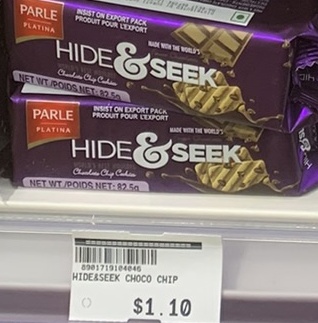 PARLE
PLATINA
INSIST ON EXPORT PACK
PRODUIT POUR L'EXPORT
MADE WITH THE WORLD'S
HIDE & SEEK
Chocolate Chip Cookies
NET WT./POIDS NET: 82.5g
PARLE
PLATINA
INSIST ON EXPORT PACK
PRODUIT POUR L'EXPORT
MADE WITH THE WORLD'S
HIDE & SEEK
Chocolate Chip Cookies
NET WT./POIDS NET: 82.5g
8901719104046
HIDE&SEEK CHOCO CHIP
$1.10